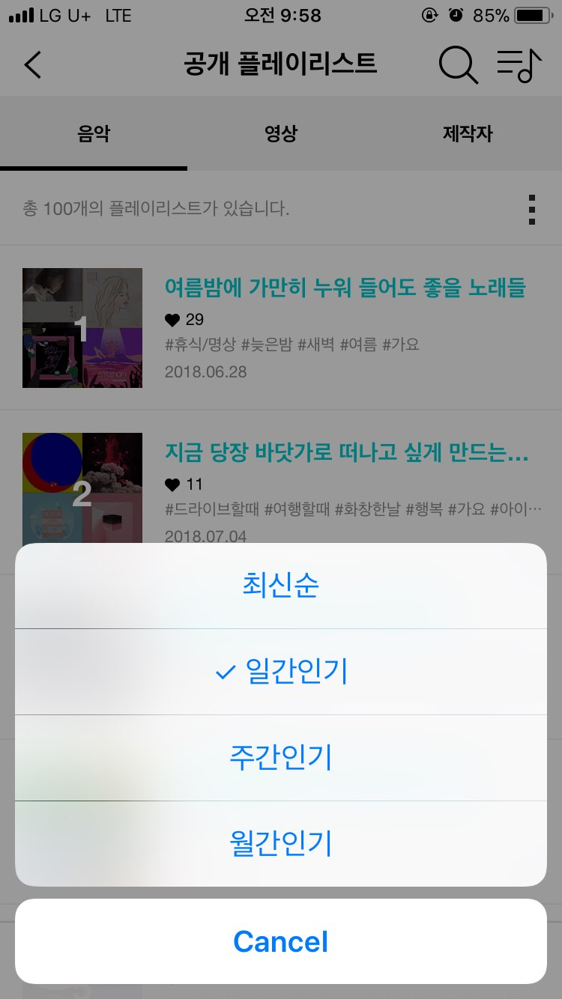 LG U+ LTE 오전 9:58 85%
공개 플레이리스트
음악 영상 제작자
총 100개의 플레이리스트가 있습니다.
1
여름밤에 가만히 누워 들어도 좋을 노래들
29
#휴식/명상 #늦은밤 #새벽 #여름 #가요
2018.06.28
STATION
2
지금 당장 바닷가로 떠나고 싶게 만드는...
11
#드라이브할때 #여행할때 #화창한날 #행복 #가요 #아이...
2018.07.04
최신순
일간인기
주간인기
월간인기
Cancel